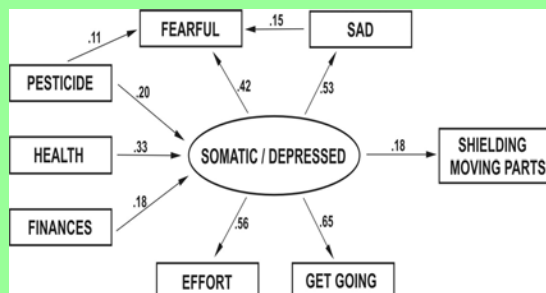 FEARFUL
.15
SAD
.11
PESTICIDE
.20
.42
.53
HEALTH
.33
SOMATIC / DEPRESSED
.18
SHIELDING
MOVING PARTS
FINANCES
.18
.56
.65
EFFORT
GET GOING